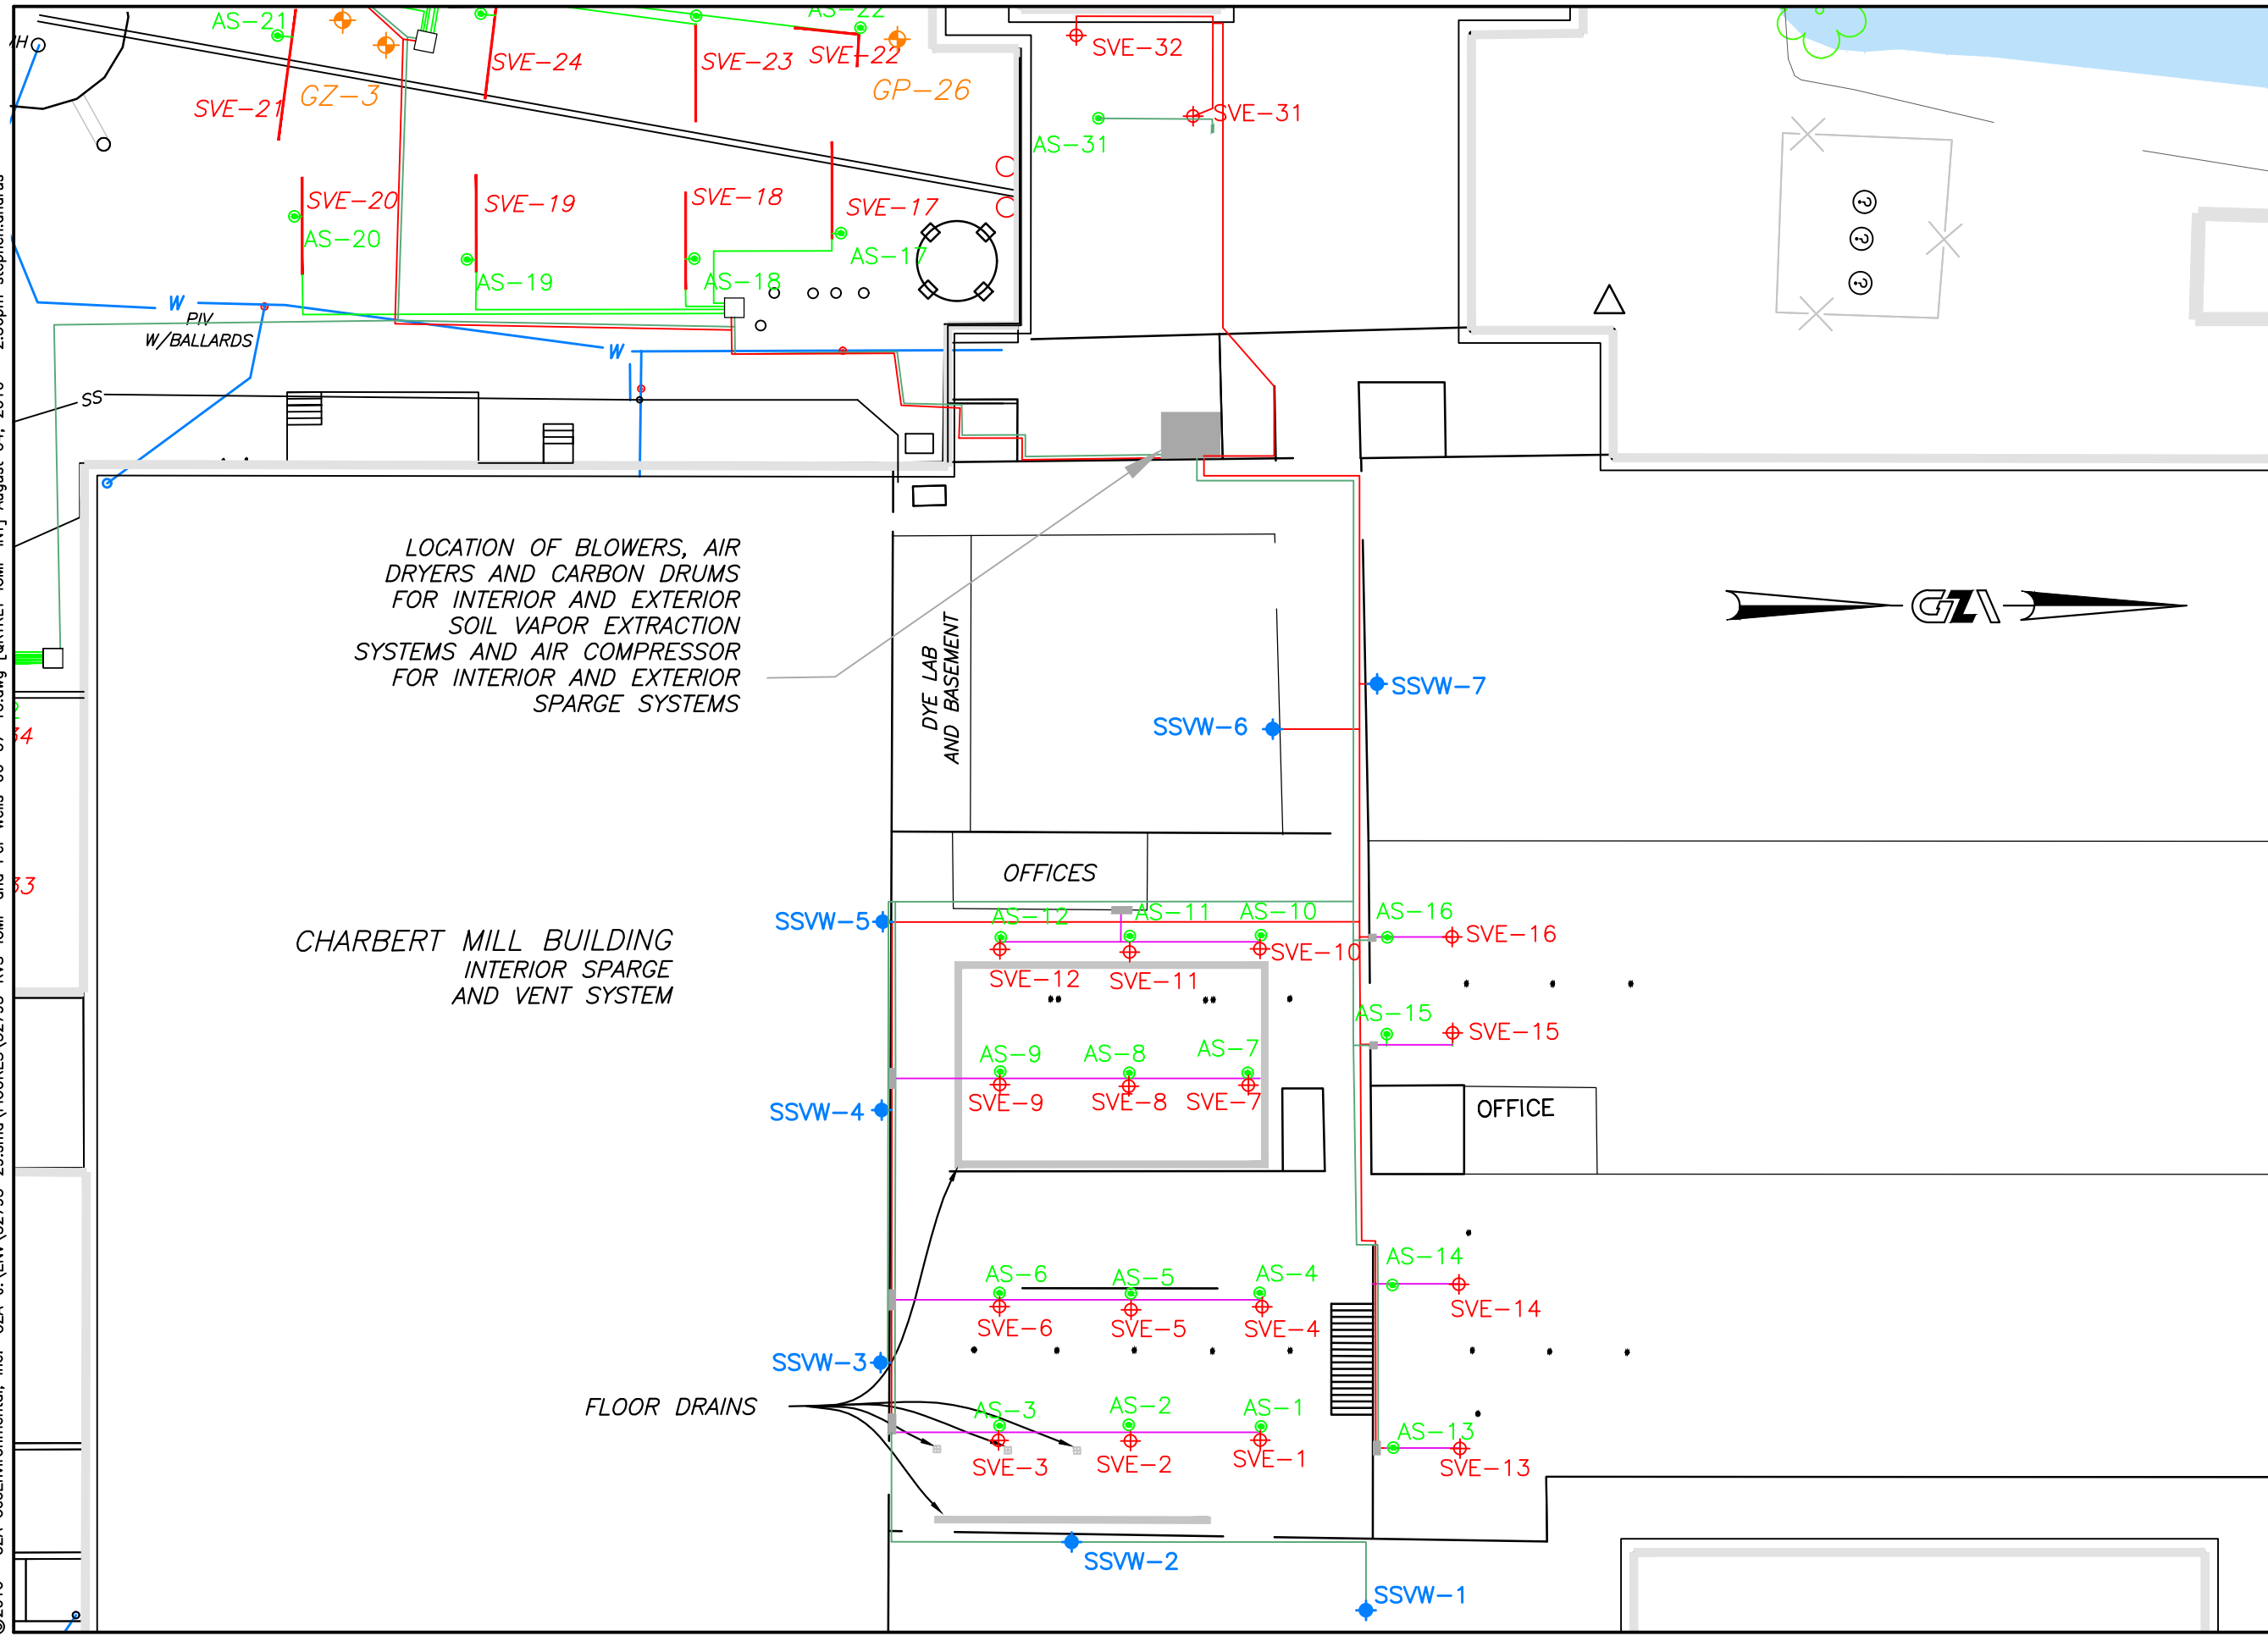 AS-21
AS-22
SVE-32
SVE-24
SVE-23
SVE-22
GZ-3
GP-26
SVE-21
SVE-31
AS-31
SVE-20
SVE-19
SVE-18
SVE-17
AS-20
AS-19
AS-18
AS-17
W
PIV
W/BALLARDS
W
SS
LOCATION OF BLOWERS, AIR
DRYERS AND CARBON DRUMS
FOR INTERIOR AND EXTERIOR
SOIL VAPOR EXTRACTION
SYSTEMS AND AIR COMPRESSOR
FOR INTERIOR AND EXTERIOR
SPARGE SYSTEMS
GZA
DYE LAB
AND BASEMENT
SSVW-7
SSVW-6
34
33
OFFICES
SSVW-5
AS-12
AS-11
AS-10
AS-16
SVE-16
CHARBERT MILL BUILDING
INTERIOR SPARGE
AND VENT SYSTEM
SVE-12
SVE-11
SVE-10
AS-15
SVE-15
AS-9
AS-8
AS-7
SSVW-4
SVE-9
SVE-8
SVE-7
OFFICE
AS-6
AS-5
AS-4
AS-14
SVE-6
SVE-5
SVE-4
SVE-14
SSVW-3
FLOOR DRAINS
AS-3
AS-2
AS-1
AS-13
SVE-3
SVE-2
SVE-1
SVE-13
SSVW-2
SSVW-1